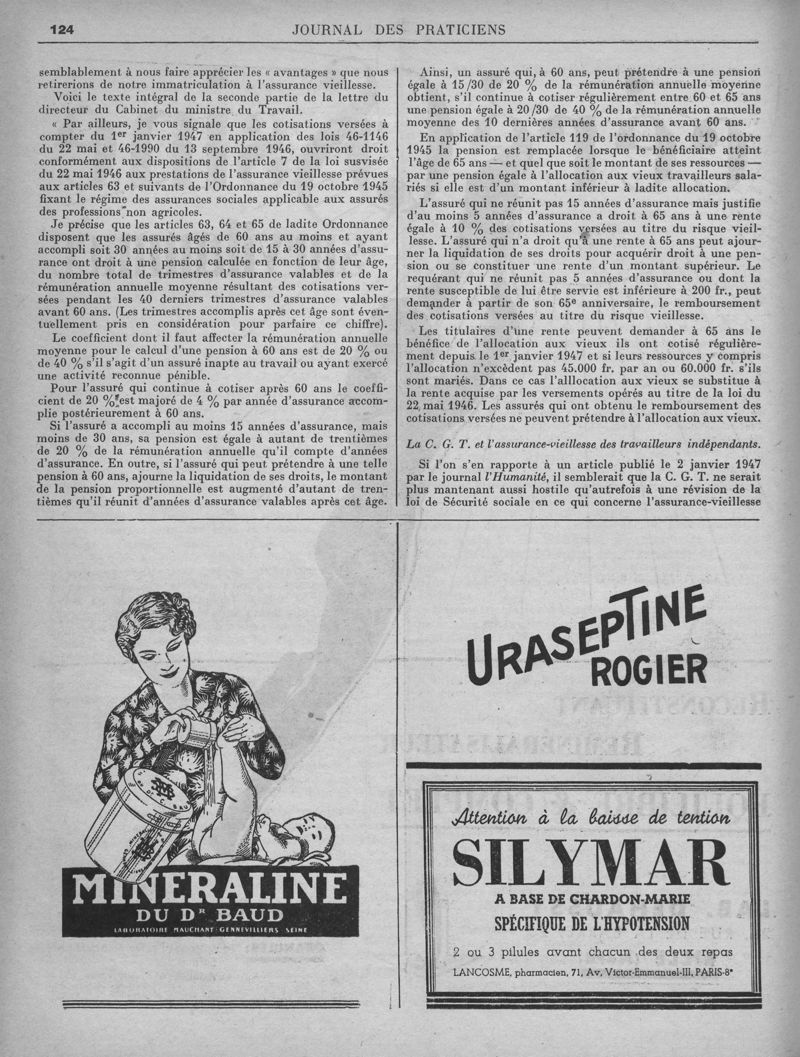 124
JOURNAL DES PRATICIENS
semblablement à nous faire apprécier les « avantages » que nous
retirerions de notre immatriculation à l'assurance vieillesse.
Voici le texte intégral de la seconde partie de la lettre du
directeur du Cabinet du ministre du Travail.
« Par ailleurs, je vous signale que les cotisations versées à
compter du 1er janvier 1947 en application des lois 46-1146
du 22 mai et 46-1990 du 13 septembre 1946, ouvriront droit
conformément aux dispositions de l'article 7 de la loi susvisée
du 22 mai 1946 aux prestations de l'assurance vieillesse prévues
aux articles 63 et suivants de l'Ordonnance du 19 octobre 1945
fixant le régime des assurances sociales applicable aux assurés
des professions non agricoles.
Je précise que les articles 63, 64 et 65 de ladite Ordonnance
disposent que les assurés âgés de 60 ans au moins et ayant
accompli soit 30 années au moins soit de 15 à 30 années d'assu-
rance ont droit à une pension calculée en fonction de leur âge,
du nombre total de trimestres d'assurance valables et de la
rémunération annuelle moyenne résultant des cotisations ver-
sées pendant les 40 derniers trimestres d'assurance valables
avant 60 ans. (Les trimestres accomplis après cet âge sont éven-
tuellement pris en considération pour parfaire ce chiffre).
Le coefficient dont il faut affecter la rémunération annuelle
moyenne pour le calcul d'une pension à 60 ans est de 20 % ou
de 40 % s'il s'agit d'un assuré inapte au travail ou ayant exercé
une activité reconnue pénible.
Pour l'assuré qui continue à cotiser après 60 ans le coeffi-
cient de 20 % est majoré de 4 % par année d'assurance accom-
plie postérieurement à 60 ans.
Si l'assuré a accompli au moins 15 années d'assurance, mais
moins de 30 ans, sa pension est égale à autant de trentièmes
de 20 % de la rémunération annuelle qu'il compte d'années
d'assurance. En outre, si l'assuré qui peut prétendre à une telle
pension à 60 ans, ajourne la liquidation de ses droits, le montant
de la pension proportionnelle est augmenté d'autant de tren-
tièmes qu'il réunit d'années d'assurance valables après cet âge.
Ainsi, un assuré qui, à 60 ans, peut prétendre à une pension
égale à 15/30 de 20 % de la rémunération annuelle moyenne
obtient, s'il continue à cotiser régulièrement entre 60 et 65 ans
une pension égale à 20/30 de 40 % de la rémunération annuelle
moyenne des 10 dernières années d'assurance avant 60 ans.
En application de l'article 119 de l'ordonnance du 19 octobre
1945 la pension est remplacée lorsque le bénéficiaire atteint
l'âge de 65 ans — et quel que soit le montant de ses ressources —
par une pension égale à l'allocation aux vieux travailleurs sala-
riés si elle est d'un montant inférieur à ladite allocation.
L'assuré qui ne réunit pas 15 années d'assurance mais justifie
d'au moins 5 années d'assurance a droit à 65 ans à une rente
égale à 10 % des cotisations versées au titre du risque vieil-
lesse. L'assuré qui n'a droit qu'à une rente à 65 ans peut ajour-
ner la liquidation de ses droits pour acquérir droit à une pen-
sion ou se constituer une rente d'un montant supérieur. Le
requérant qui ne réunit pas 5 années d'assurance ou dont la
rente susceptible de lui être servie est inférieure à 200 fr., peut
demander à partir de son 65e anniversaire, le remboursement
des cotisations versées au titre du risque vieillesse.
Les titulaires d'une rente peuvent demander à 65 ans le
bénéfice de l'allocation aux vieux ils ont cotisé régulière-
ment depuis le 1er janvier 1947 et si leurs ressources y compris
l'allocation n'excèdent pas 45.000 fr. par an ou 60.000 fr. s'ils
sont mariés. Dans ce cas l'alllocation aux vieux se substitue à
la rente acquise par les versements opérés au titre de la loi du
22 mai 1946. Les assurés qui ont obtenu le remboursement des
cotisations versées ne peuvent prétendre à l'allocation aux vieux.
La C. G. T. et l'assurance-vieillesse des travailleurs indépendants.
Si l'on s'en rapporte à un article publié le 2 janvier 1947
par le journal l'Humanité, il semblerait que la C. G. T. ne serait
plus mantenant aussi hostile qu'autrefois à une révision de la
loi de Sécurité sociale en ce qui concerne l'assurance-vieillesse
MINERALINE
DU DR BAUD
LABORATOIRE MAUCHANT GENNEVILLIERS SEINE
URASEPTINE
ROGIER
Attention à la baisse de tention
SILYMAR
A BASE DE CHARDON-MARIE
SPÉCIFIQUE DE L'HYPOTENSION
2 ou 3 pilules avant chacun des deux repas
LANCOSME, pharmacien, 71, Av. Victor-Emmanuel-III, PARIS-8e